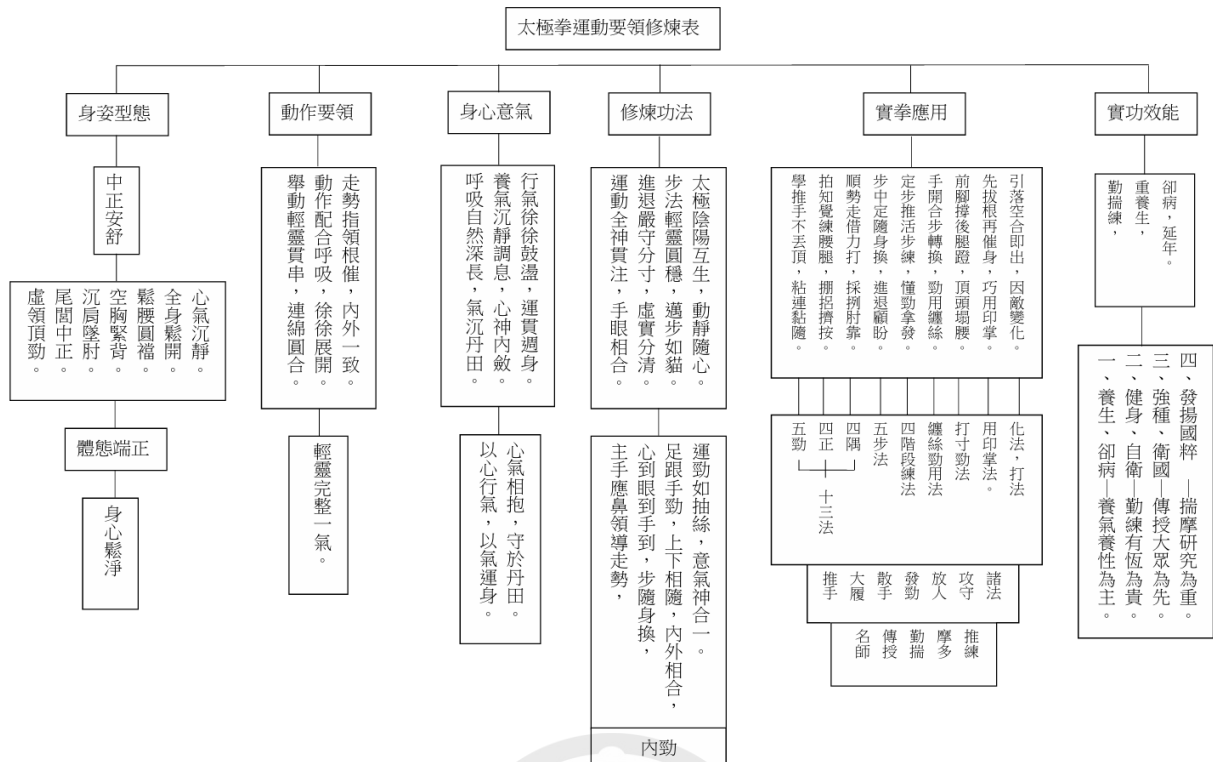 太極拳運動要領修煉表
身姿型態
中正安舒
虛領頂勁。
尾閭中正。
沉肩墜肘。
空胸緊背。
鬆腰圓襠。
全身鬆開。
心氣沉靜。
體態端正
身心鬆淨
動作要领
舉動輕靈貫串，連綿圓合。
動作配合呼吸，徐徐展開。
走勢指領根催，內外一致。
輕靈完整一氣。
身心意氣
呼吸自然深長，氣沉丹田。
養氣沉靜調息，心神內斂。
行氣徐徐鼓盪，運貫週身。
以心行氣，以氣運身。
心氣相抱，守於丹田。
修煉功法
運動全神貫注，手眼相合。
進退嚴守分寸，虛實分清。
步法輕靈圓穩，邁步如貓。
太極陰陽互生，動靜隨心。
主手應鼻領導走勢，
心到眼到手到，步隨身換，
足跟手勁，上下相隨，內外相合，
運勁如抽絲，意氣神合一。
內勁
實拳應用
學推手不丟頂，粘連黏隨。
拍知覺練腰腿，掤捋擠按。
順勢走借力打，採挒肘靠。
步中定隨身換，進退顧盼。
定步推活步練，懂勁拿發。
手開合步轉換，勁用纏絲。
前腳撐後腿蹬，頂頭塌腰。
先拔根再催身，巧用印掌。
引落空合即出，因敵變化。
五勁
四正
四隅
十三法
五步法
四階段練法
纏絲勁用法
打寸勁法
用印掌法。
化法，打法
推手
大履
散手
發勁
放人
攻守
諸法
名師
傳授
勤揣
摩多
推練
實功效能
勤揣練，
重養生，
卻病，延年。
一、養生、卻病—養氣養性為主。
二、健身、自衛—勤練有恆為貴。
三、強種、衛國—傳授大眾為先。
四、發揚國粹 —揣摩研究為重。